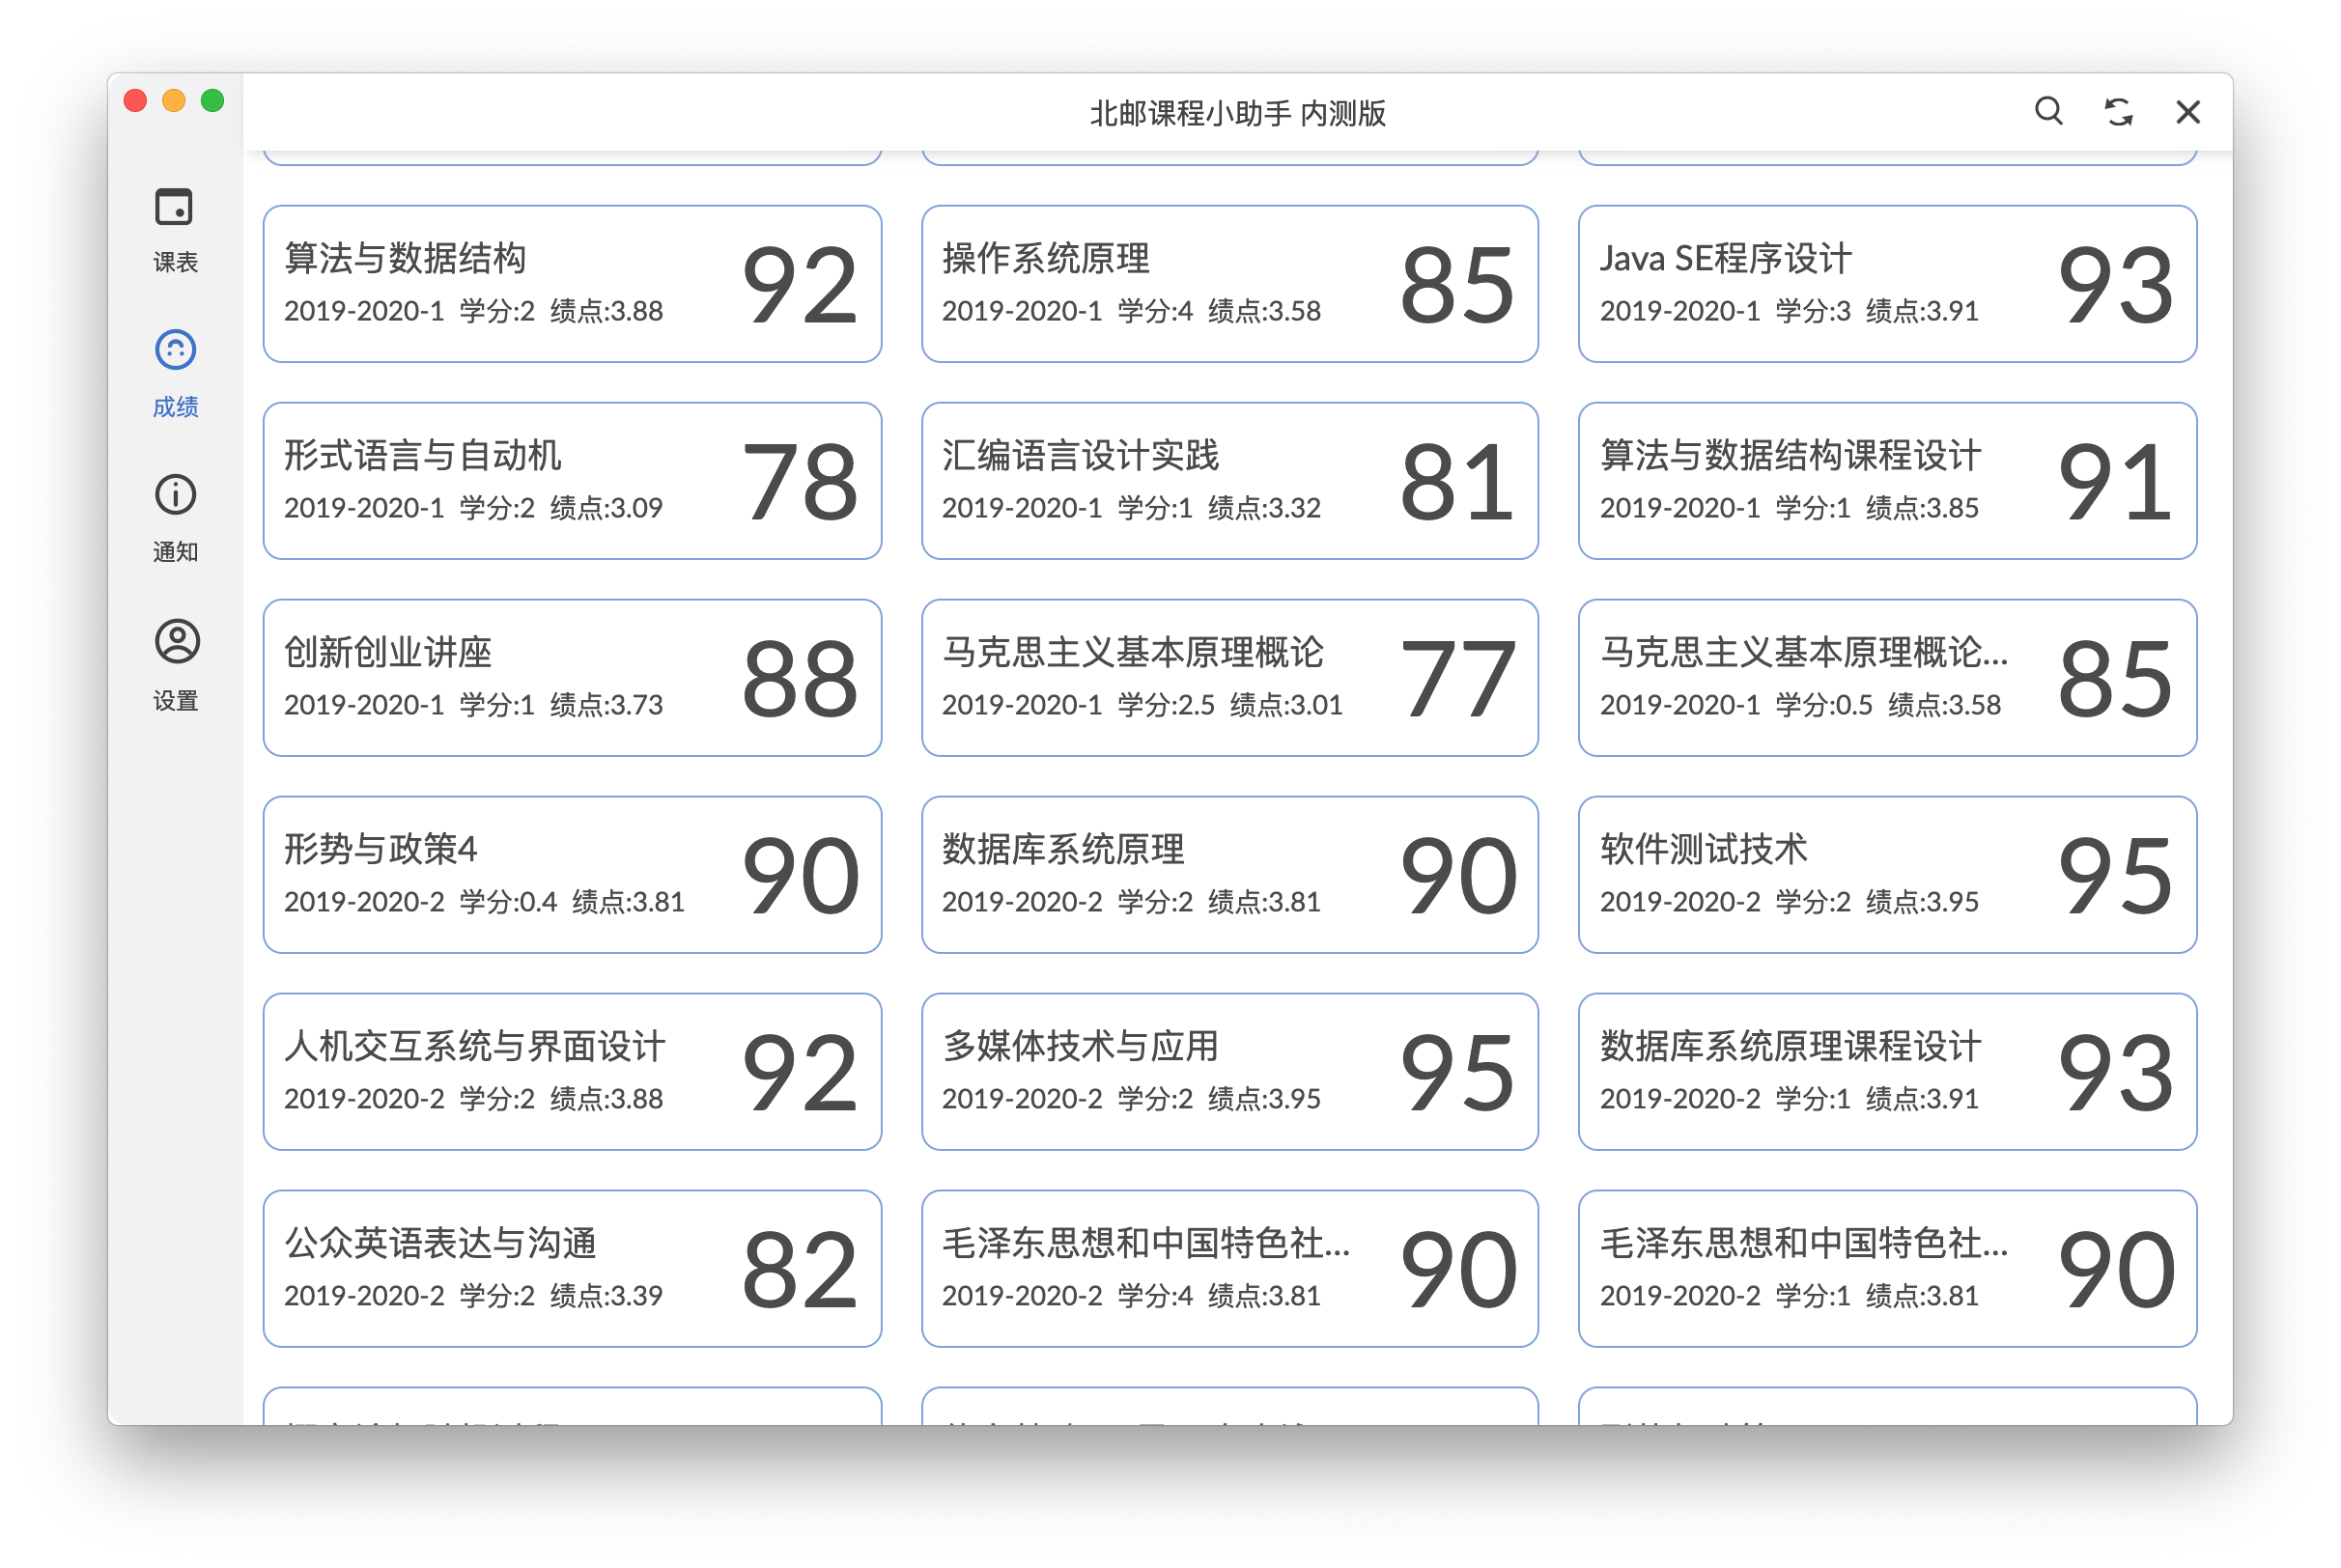 北邮课程小助手 内测版
课表
成绩
通知
设置
算法与数据结构
2019-2020-1 学分:2 绩点:3.88
92
操作系统原理
2019-2020-1 学分:4 绩点:3.58
85
Java SE程序设计
2019-2020-1 学分:3 绩点:3.91
93
形式语言与自动机
2019-2020-1 学分:2 绩点:3.09
78
汇编语言设计实践
2019-2020-1 学分:1 绩点:3.32
81
算法与数据结构课程设计
2019-2020-1 学分:1 绩点:3.85
91
创新创业讲座
2019-2020-1 学分:1 绩点:3.73
88
马克思主义基本原理概论
2019-2020-1 学分:2.5 绩点:3.01
77
马克思主义基本原理概论...
2019-2020-1 学分:0.5 绩点:3.58
85
形势与政策4
2019-2020-2 学分:0.4 绩点:3.81
90
数据库系统原理
2019-2020-2 学分:2 绩点:3.81
90
软件测试技术
2019-2020-2 学分:2 绩点:3.95
95
人机交互系统与界面设计
2019-2020-2 学分:2 绩点:3.88
92
多媒体技术与应用
2019-2020-2 学分:2 绩点:3.95
95
数据库系统原理课程设计
2019-2020-2 学分:1 绩点:3.91
93
公众英语表达与沟通
2019-2020-2 学分:2 绩点:3.39
82
毛泽东思想和中国特色社...
2019-2020-2 学分:4 绩点:3.81
90
毛泽东思想和中国特色社...
2019-2020-2 学分:1 绩点:3.81
90